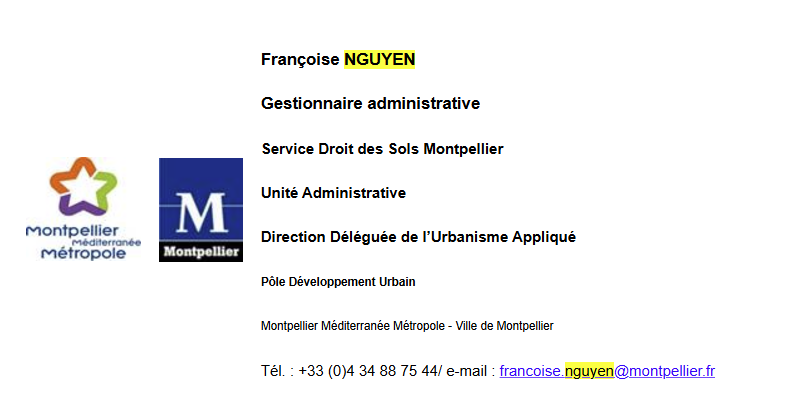 Françoise NGUYEN
Gestionnaire administrative
Service Droit des Sols Montpellier
Unité Administrative
Direction Déléguée de l’Urbanisme Appliqué
Pôle Développement Urbain
Montpellier Méditerranée Métropole - Ville de Montpellier
Tél. : +33 (0)4 34 88 75 44/ e-mail : francoise.nguyen@montpellier.fr
montpellier
Méditerranée
métropole
M
Montpellier